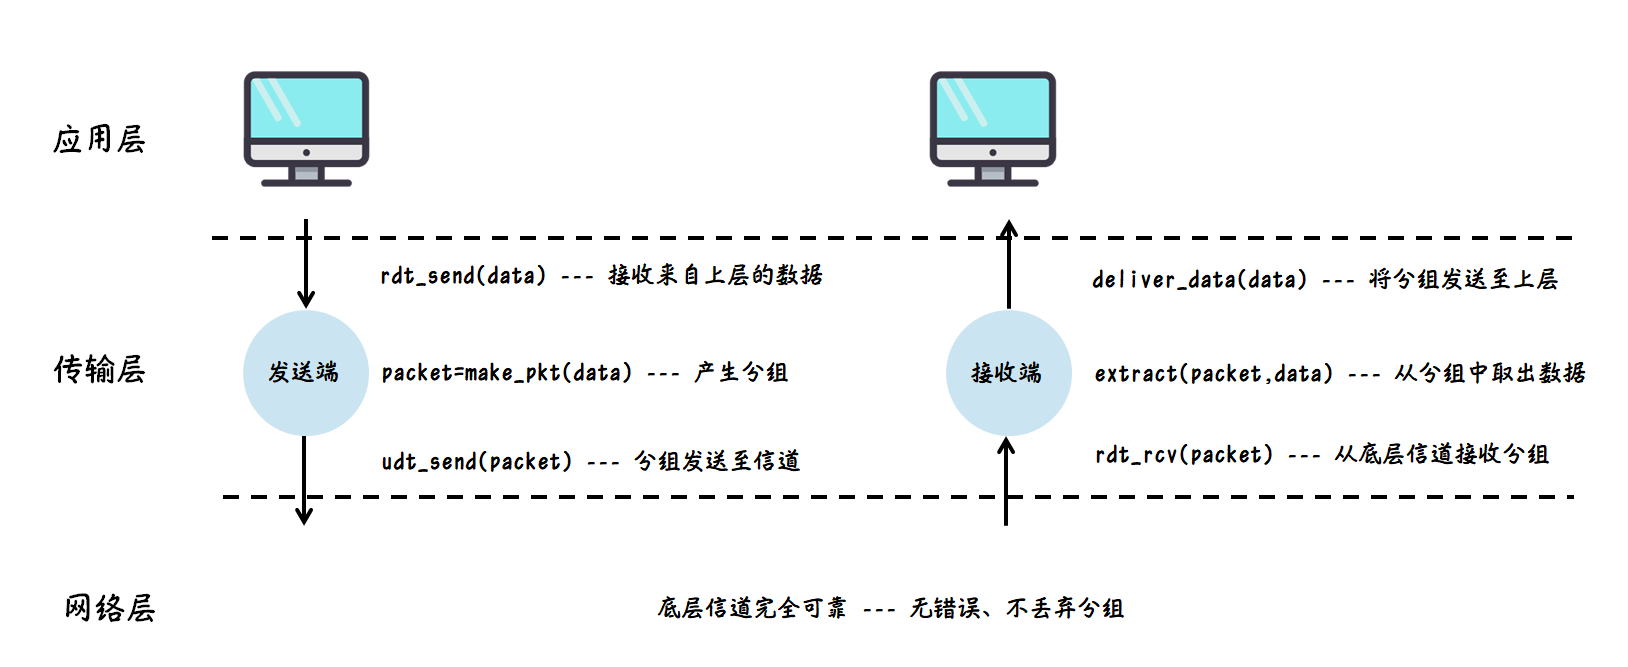 应用层
rdt_send(data) --- 接收来自上层的数据
deliver_data(data) --- 将分组发送至上层
传输层
发送端
packet=make_pkt(data) --- 产生分组
接收端
extract(packet,data) --- 从分组中取出数据
udt_send(packet) --- 分组发送至信道
rdt_rcv(packet) --- 从底层信道接收分组
网络层
底层信道完全可靠 --- 无错误、不丢弃分组